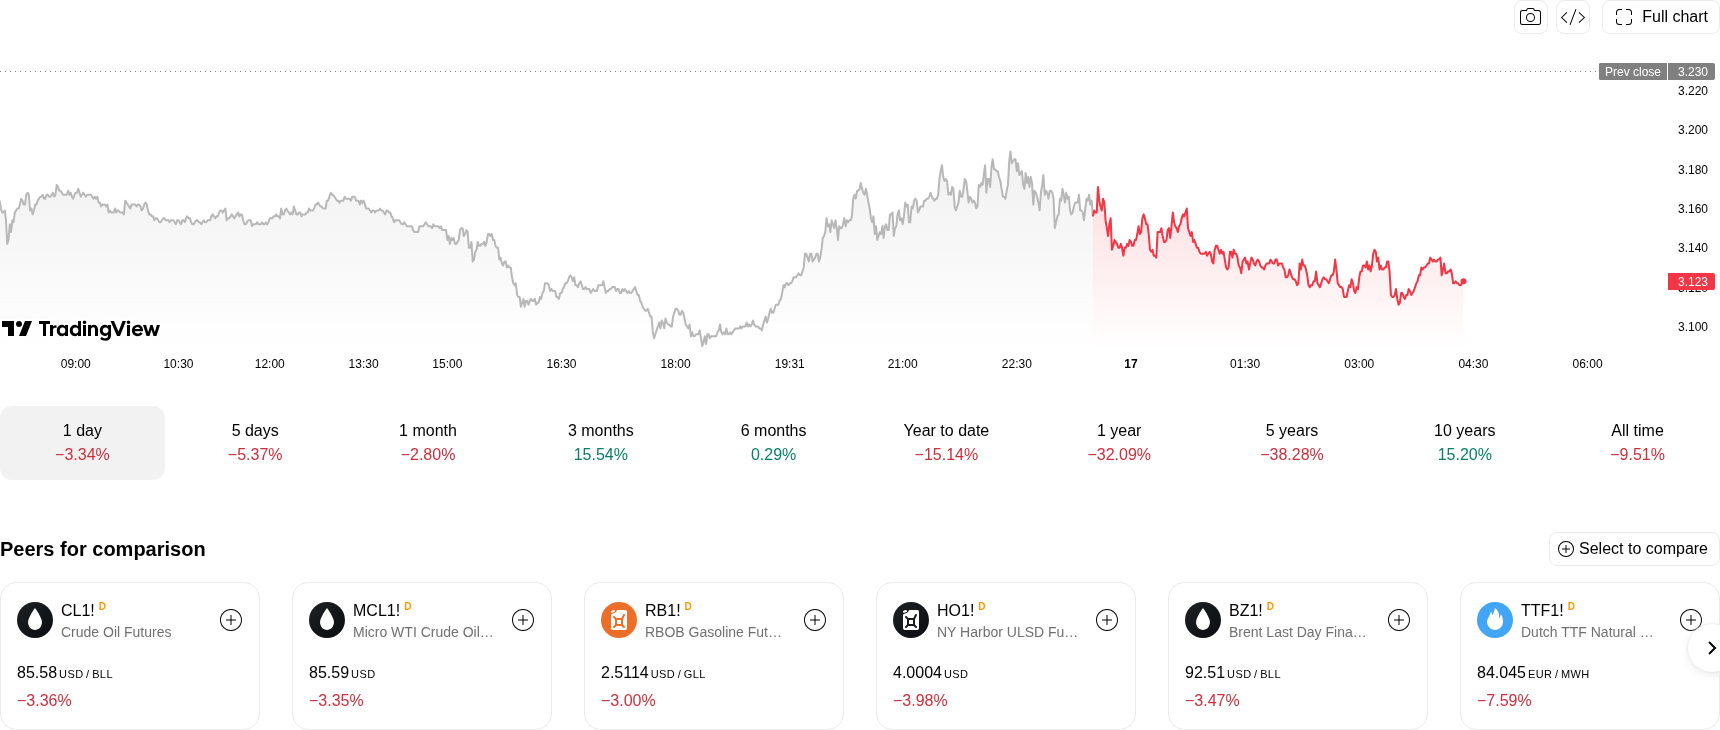 </> Full chart
Prev close 3.230
3.220
3.200
3.180
3.160
3.140
3.123
3.100
TradingView
09:00 10:30 12:00 13:30 15:00 16:30 18:00 19:31 21:00 22:30 17 01:30 03:00 04:30 06:00
1 day 5 days 1 month 3 months 6 months Year to date 1 year 5 years 10 years All time
−3.34% −5.37% −2.80% 15.54% 0.29% −15.14% −32.09% −38.28% 15.20% −9.51%
Peers for comparison Select to compare
CL1! D MCL1! D RB1! D HO1! D BZ1! D TTF1! D
Crude Oil Futures Micro WTI Crude Oil… RBOB Gasoline Fut… NY Harbor ULSD Fu… Brent Last Day Fina… Dutch TTF Natural …
85.58 USD / BLL 85.59 USD 2.5114 USD / GLL 4.0004 USD 92.51 USD / BLL 84.045 EUR / MWH
−3.36% −3.35% −3.00% −3.98% −3.47% −7.59%